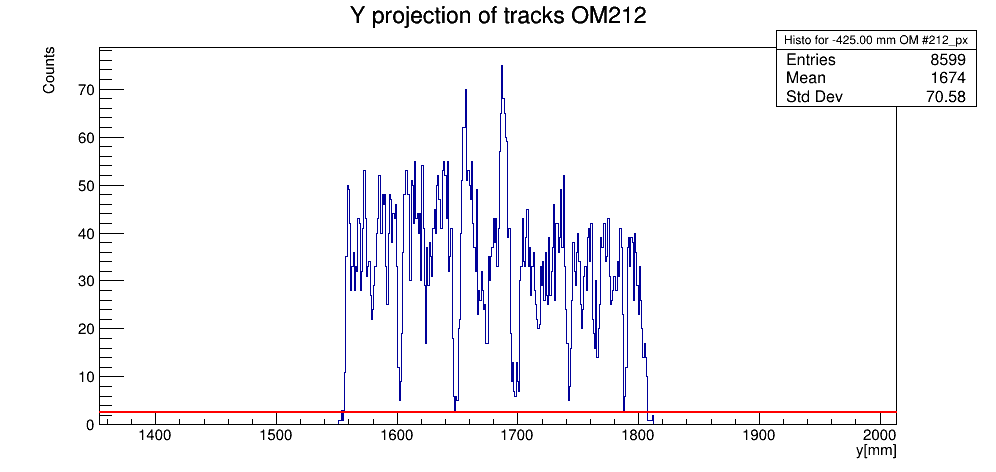 Y projection of tracks OM212
Histo for -425.00 mm OM #212_px
Entries 8599
Mean 1674
Std Dev 70.58
Counts
70
60
50
40
30
20
10
0
1400 1500 1600 1700 1800 1900 2000
y[mm]